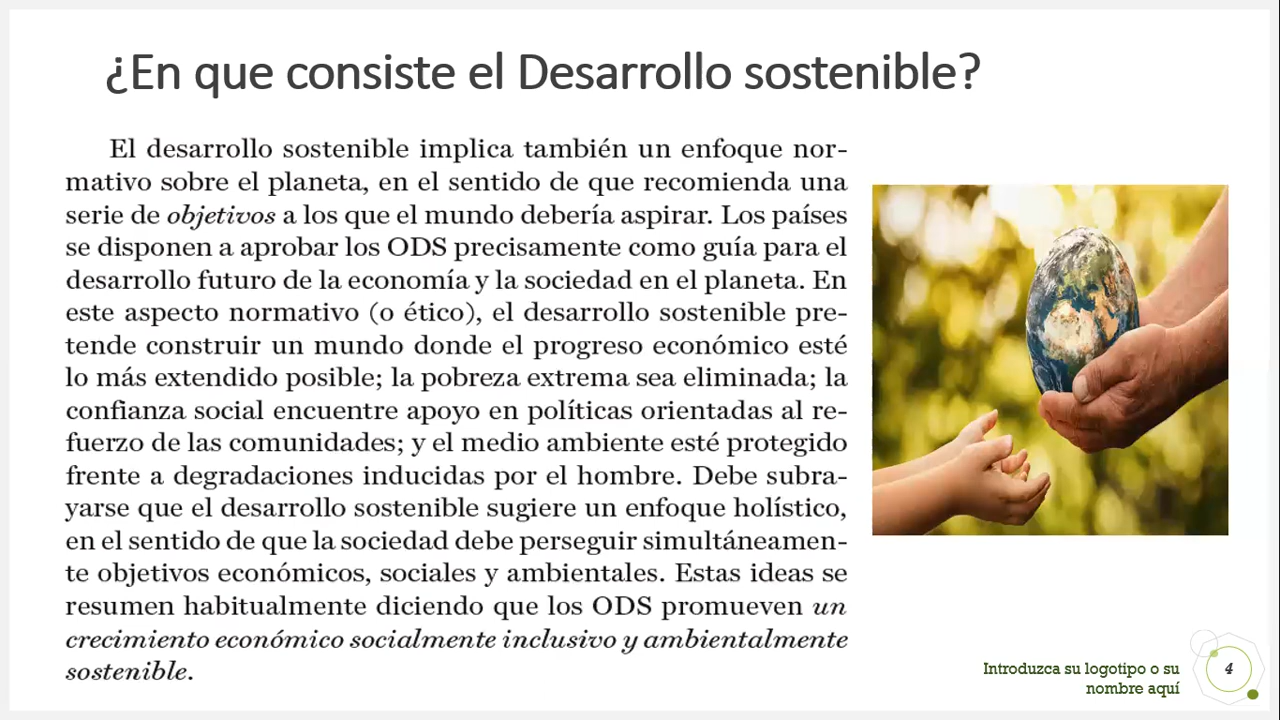 ¿En que consiste el Desarrollo sostenible?
El desarrollo sostenible implica también un enfoque nor-
mativo sobre el planeta, en el sentido de que recomienda una
serie de objetivos a los que el mundo debería aspirar. Los países
se disponen a aprobar los ODS precisamente como guía para el
desarrollo futuro de la economía y la sociedad en el planeta. En
este aspecto normativo (o ético), el desarrollo sostenible pre-
tende construir un mundo donde el progreso económico esté
lo más extendido posible; la pobreza extrema sea eliminada; la
confianza social encuentre apoyo en políticas orientadas al re-
fuerzo de las comunidades; y el medio ambiente esté protegido
frente a degradaciones inducidas por el hombre. Debe subra-
yarse que el desarrollo sostenible sugiere un enfoque holístico,
en el sentido de que la sociedad debe perseguir simultáneamen-
te objetivos económicos, sociales y ambientales. Estas ideas se
resumen habitualmente diciendo que los ODS promueven un
crecimiento económico socialmente inclusivo y ambientalmente
sostenible.
Introduzca su logotipo o su
nombre aquí
4